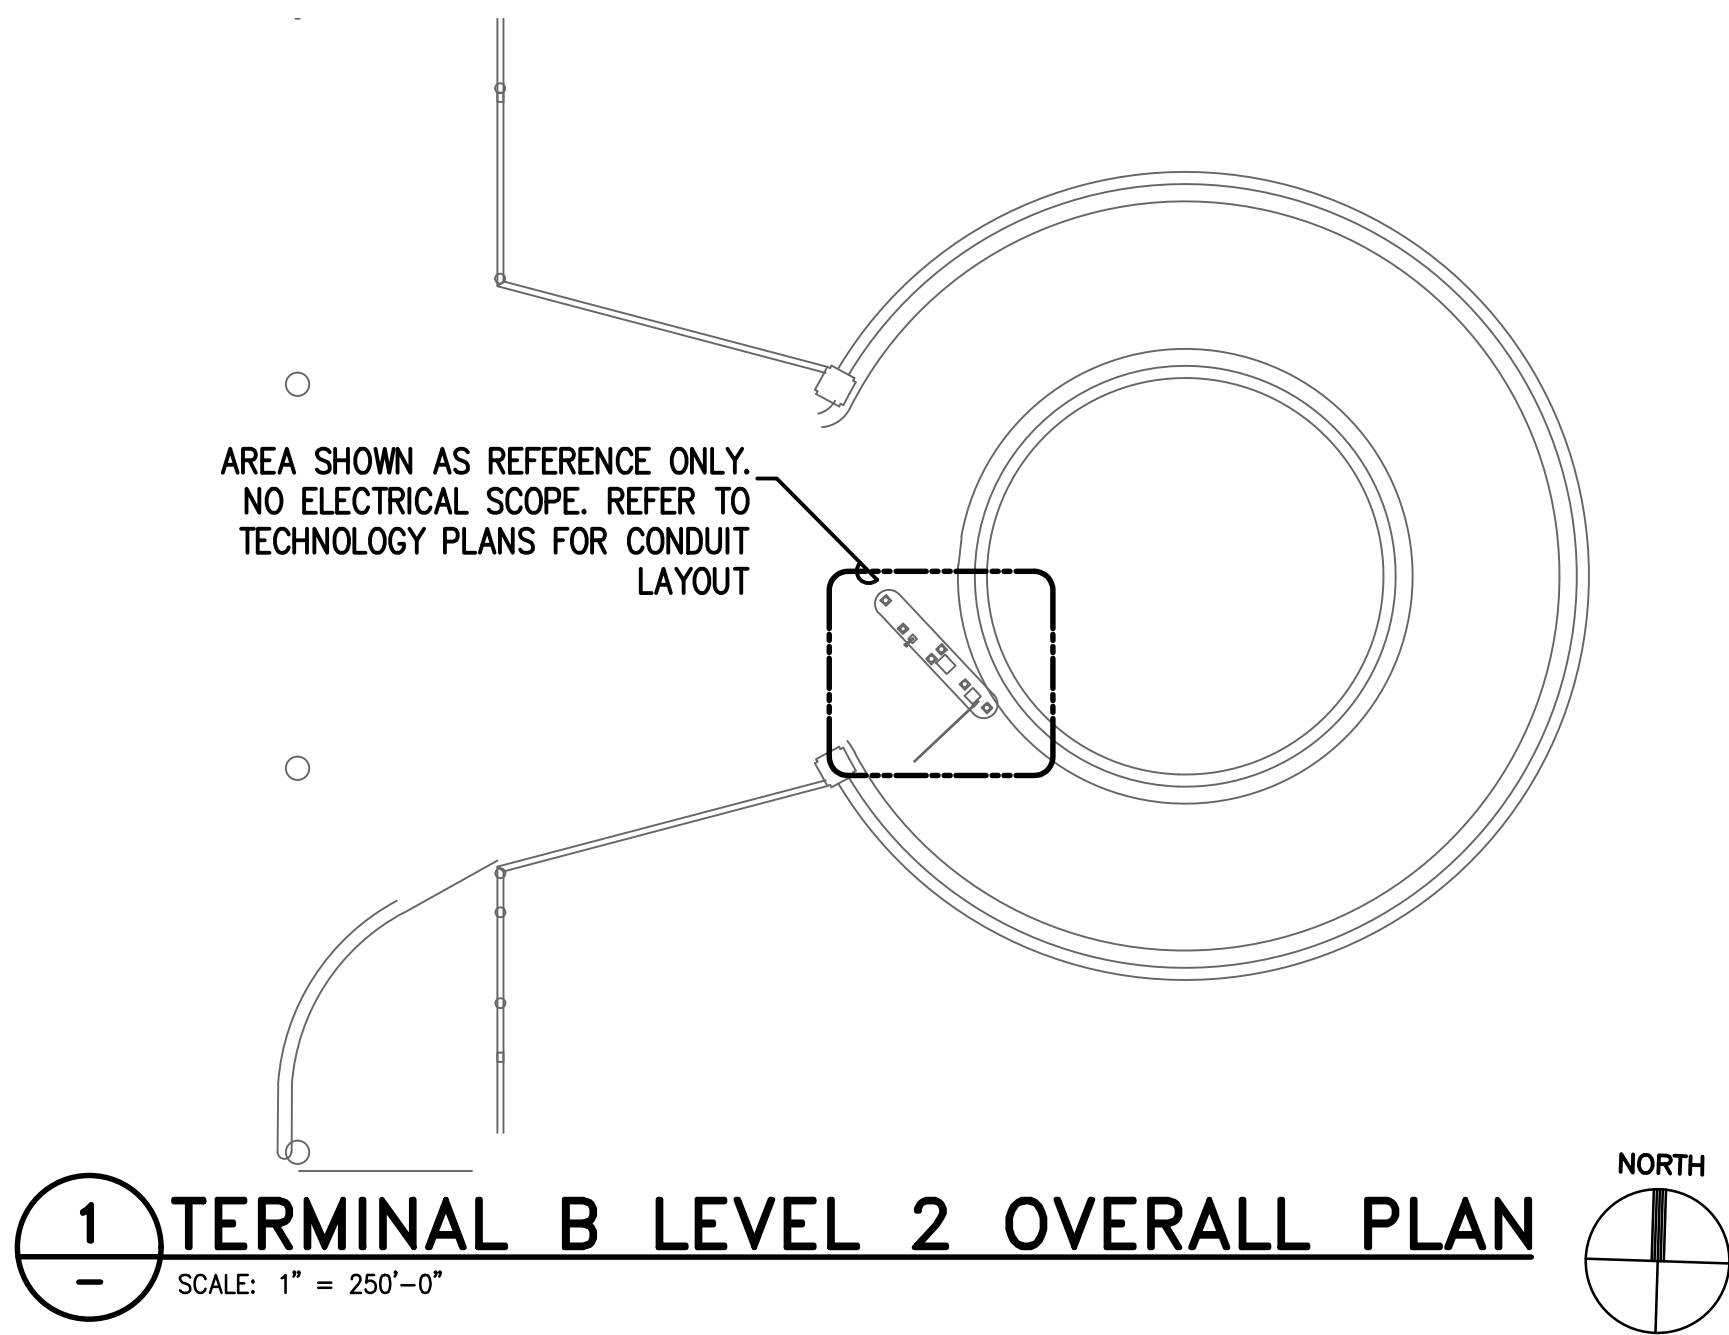 AREA SHOWN AS REFERENCE ONLY.
NO ELECTRICAL SCOPE. REFER TO
TECHNOLOGY PLANS FOR CONDUIT
LAYOUT
NORTH
1
–
TERMINAL B LEVEL 2 OVERALL PLAN
SCALE: 1" = 250'-0"